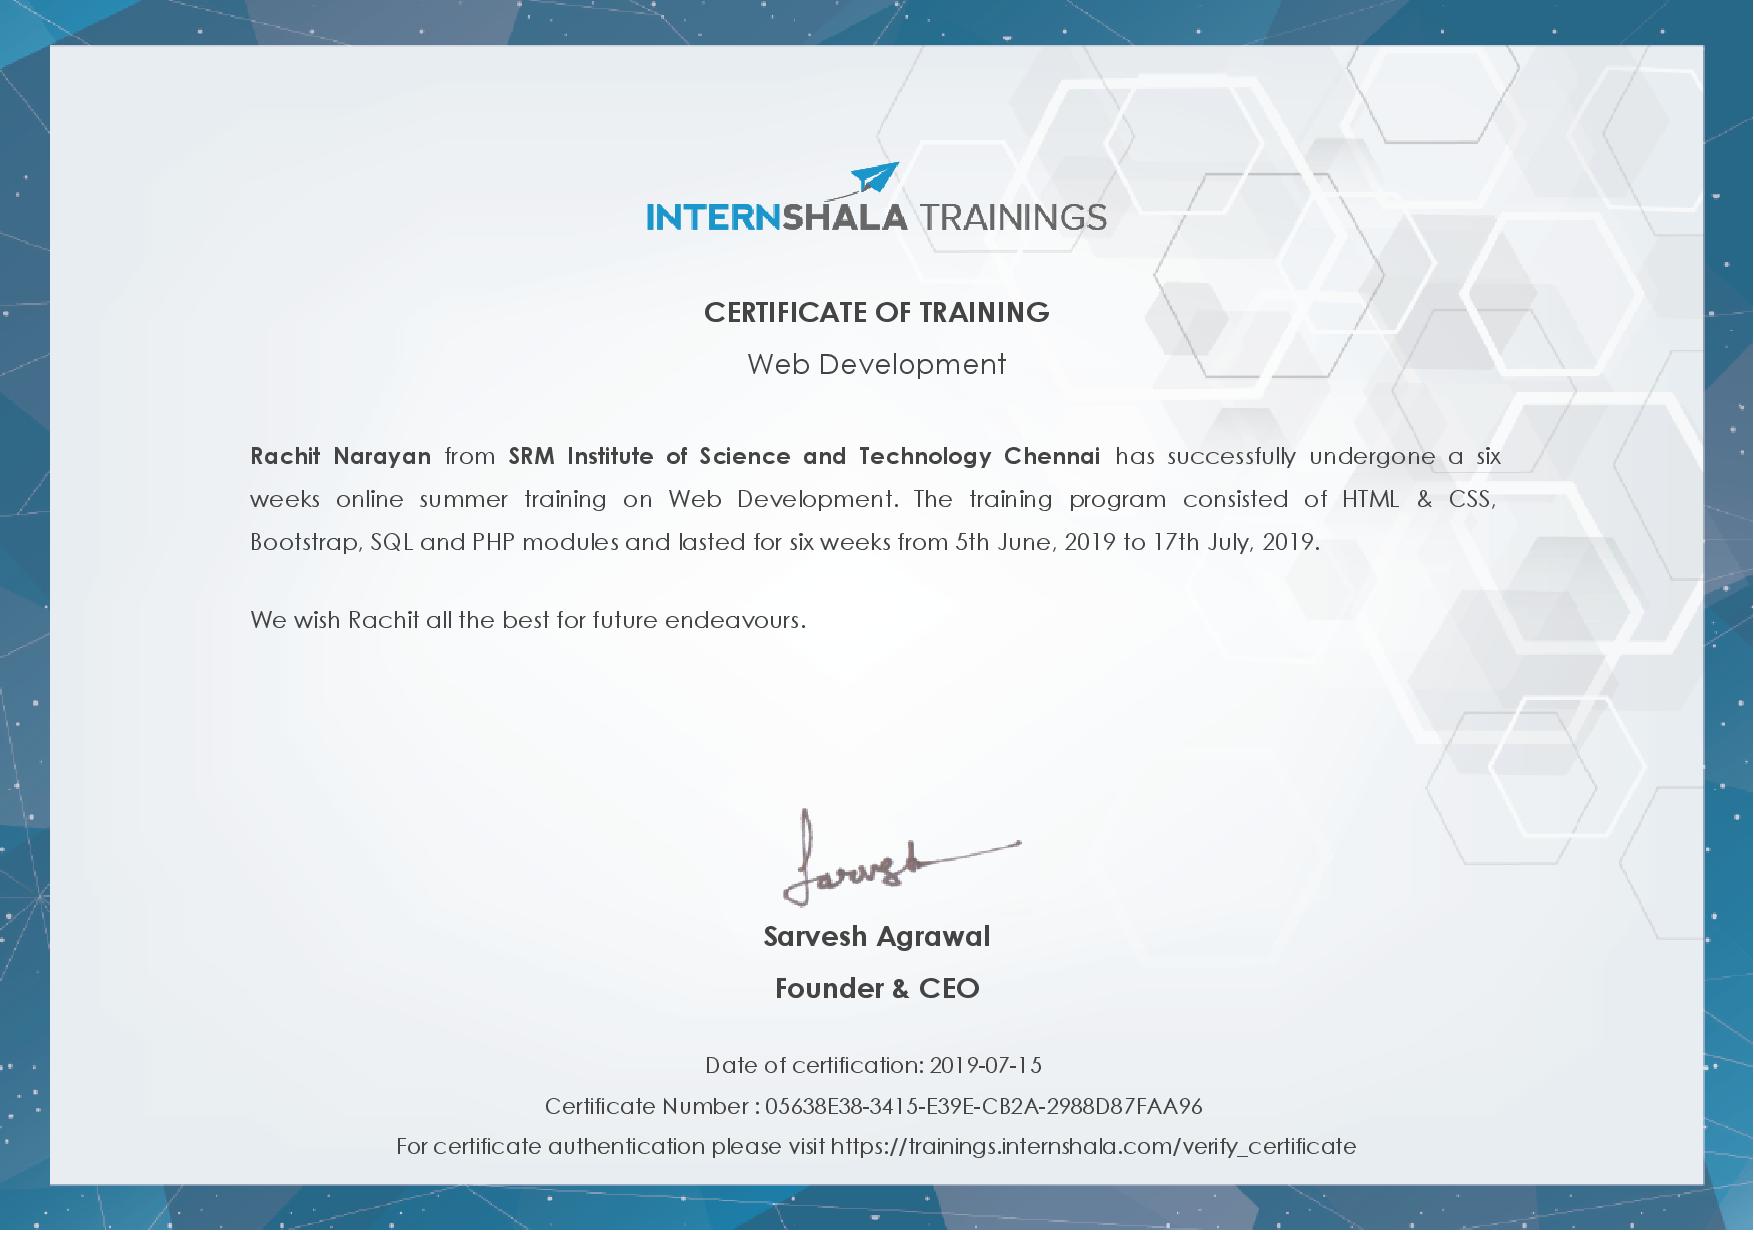 INTERNSHALA TRAININGS
CERTIFICATE OF TRAINING
Web Development
Rachit Narayan from SRM Institute of Science and Technology Chennai has successfully undergone a six
weeks online summer training on Web Development. The training program consisted of HTML & CSS,
Bootstrap, SQL and PHP modules and lasted for six weeks from 5th June, 2019 to 17th July, 2019.
We wish Rachit all the best for future endeavours.
Sarvesh
Sarvesh Agrawal
Founder & CEO
Date of certification: 2019-07-15
Certificate Number : 05638E38-3415-E39E-CB2A-2988D87FAA96
For certificate authentication please visit https://trainings.internshala.com/verify_certificate